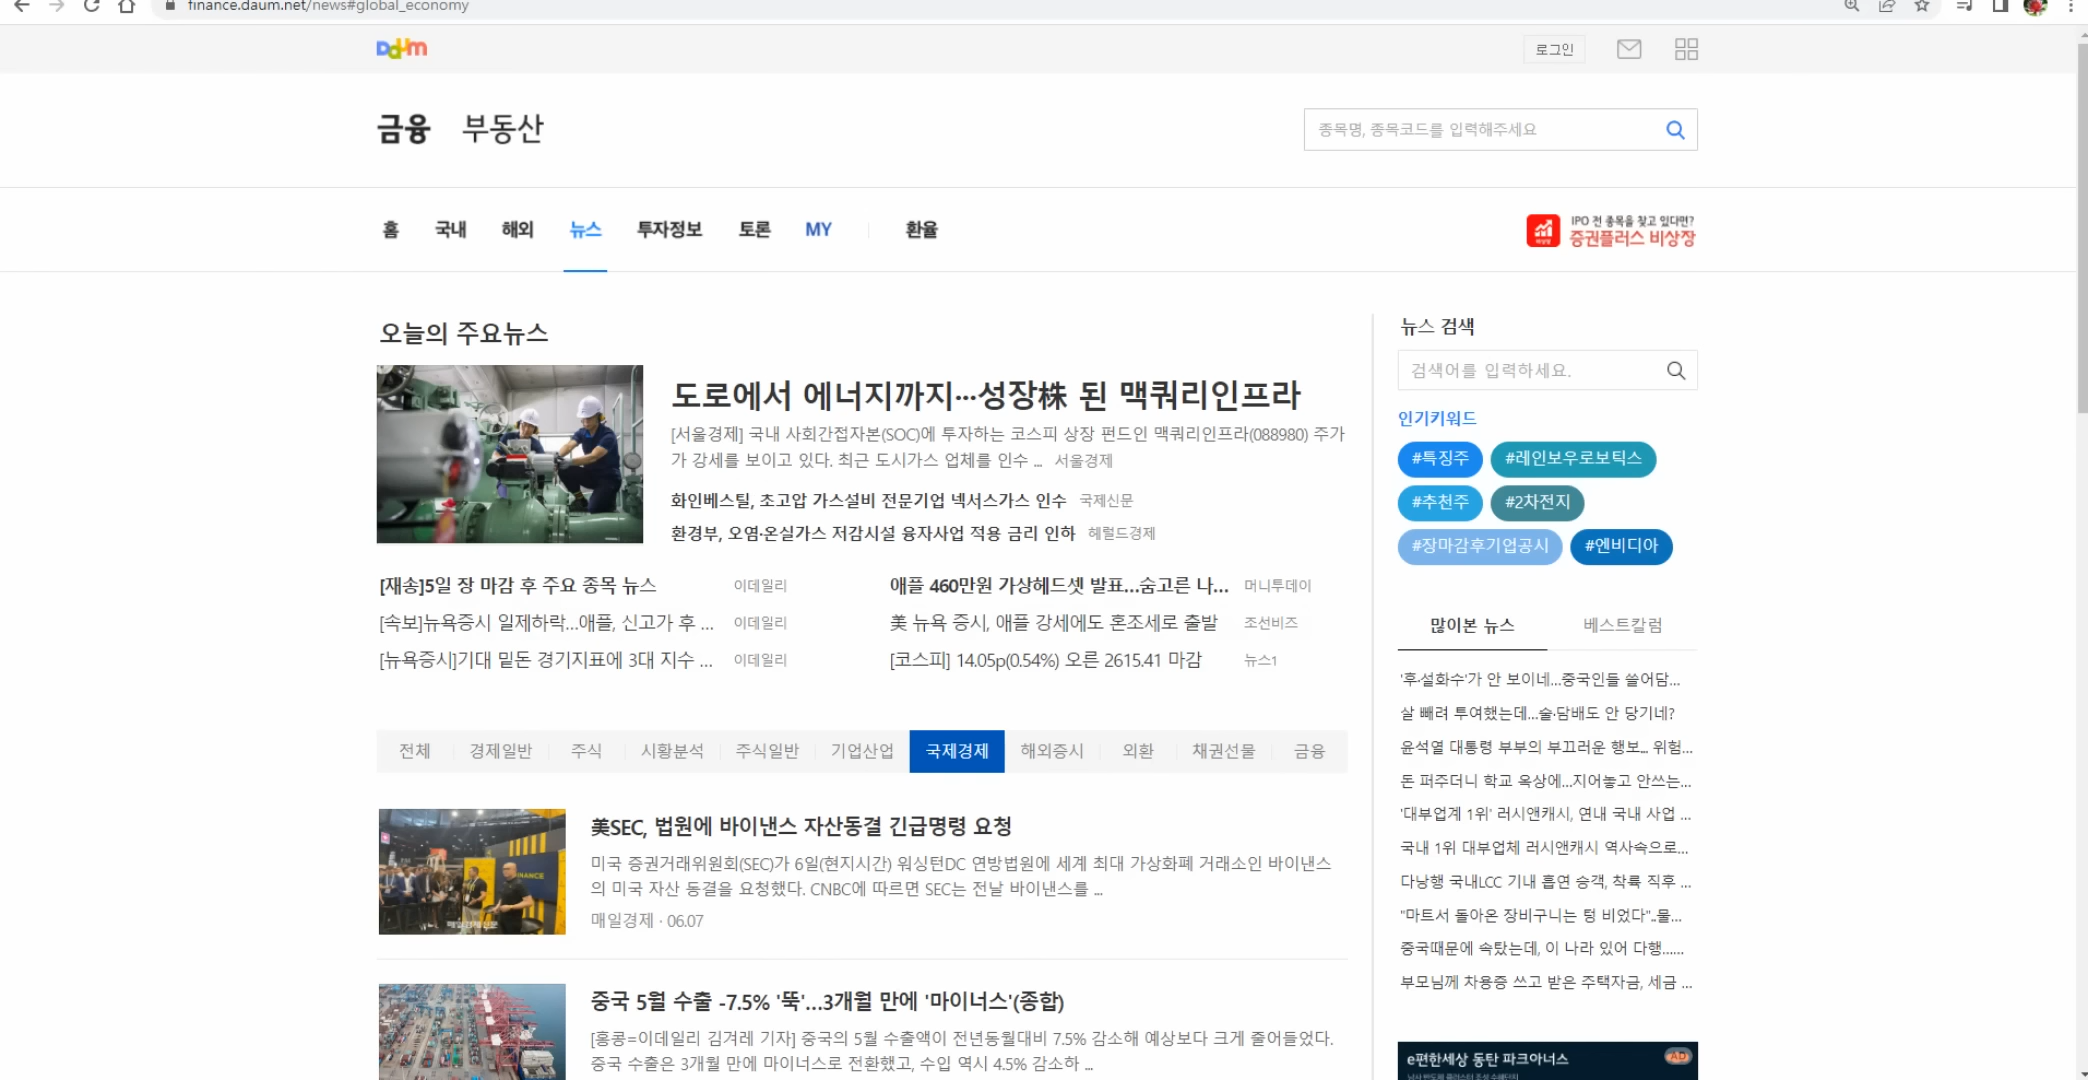 finance.daum.net/news#global_economy
Daum
로그인
금융 부동산
종목명, 종목코드를 입력해주세요
홈 국내 해외 뉴스 투자정보 토론 MY 환율
IPO 전 종목을 찾고 있다면?
증권플러스 비상장
오늘의 주요뉴스
도로에서 에너지까지···성장株 된 맥쿼리인프라
[서울경제] 국내 사회간접자본(SOC)에 투자하는 코스피 상장 펀드인 맥쿼리인프라(088980) 주가
가 강세를 보이고 있다. 최근 도시가스 업체를 인수 ... 서울경제
화인베스틸, 초고압 가스설비 전문기업 넥서스가스 인수 국제신문
환경부, 오염·온실가스 저감시설 융자사업 적용 금리 인하 헤럴드경제
[재송]5일 장 마감 후 주요 종목 뉴스 이데일리
[속보]뉴욕증시 일제하락...애플, 신고가 후 ... 이데일리
[뉴욕증시]기대 밑돈 경기지표에 3대 지수 ... 이데일리
애플 460만원 가상헤드셋 발표...숨고른 나... 머니투데이
美 뉴욕 증시, 애플 강세에도 혼조세로 출발 조선비즈
[코스피] 14.05p(0.54%) 오른 2615.41 마감 뉴스1
전체 경제일반 주식 시황분석 주식일반 기업산업 국제경제 해외증시 외환 채권선물 금융
美SEC, 법원에 바이낸스 자산동결 긴급명령 요청
미국 증권거래위원회(SEC)가 6일(현지시간) 워싱턴DC 연방법원에 세계 최대 가상화폐 거래소인 바이낸스
의 미국 자산 동결을 요청했다. CNBC에 따르면 SEC는 전날 바이낸스를 ...
매일경제 · 06.07
중국 5월 수출 -7.5% '뚝'...3개월 만에 '마이너스'(종합)
[홍콩=이데일리 김겨레 기자] 중국의 5월 수출액이 전년동월대비 7.5% 감소해 예상보다 크게 줄어들었다.
중국 수출은 3개월 만에 마이너스로 전환했고, 수입 역시 4.5% 감소하 ...
뉴스 검색
검색어를 입력하세요.
인기키워드
#특징주 #레인보우로보틱스
#추천주 #2차전지
#장마감후기업공시 #엔비디아
많이본 뉴스 베스트칼럼
'후·설화수'가 안 보이네...중국인들 쓸어담...
살 빼려 투여했는데...술·담배도 안 당기네?
윤석열 대통령 부부의 부끄러운 행보... 위험...
돈 퍼주더니 학교 옥상에...지어놓고 안쓰는...
'대부업계 1위' 러시앤캐시, 연내 국내 사업 ...
국내 1위 대부업체 러시앤캐시 역사속으로...
다낭행 국내LCC 기내 흡연 승객, 착륙 직후 ...
"마트서 돌아온 장바구니는 텅 비었다"..물...
중국때문에 속탔는데, 이 나라 있어 다행......
부모님께 차용증 쓰고 받은 주택자금, 세금 ...
e편한세상 동탄 파크아너스
AD